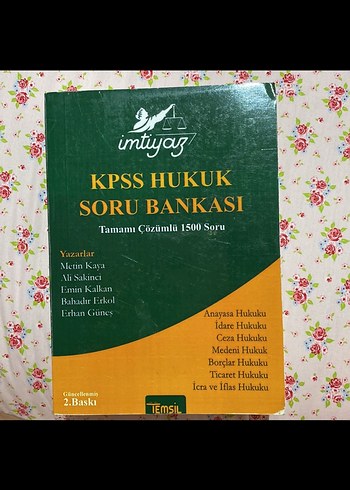 imtiyaz
KPSS HUKUK
SORU BANKASI
Tamamı Çözümlü 1500 Soru
Yazarlar
Metin Kaya
Ali Sakinci
Emin Kalkan
Bahadır Erkol
Erhan Güneş
Anayasa Hukuku
İdare Hukuku
Ceza Hukuku
Medeni Hukuk
Borçlar Hukuku
Ticaret Hukuku
İcra ve İflas Hukuku
Güncellenmiş
2.Baskı
TEMSİL